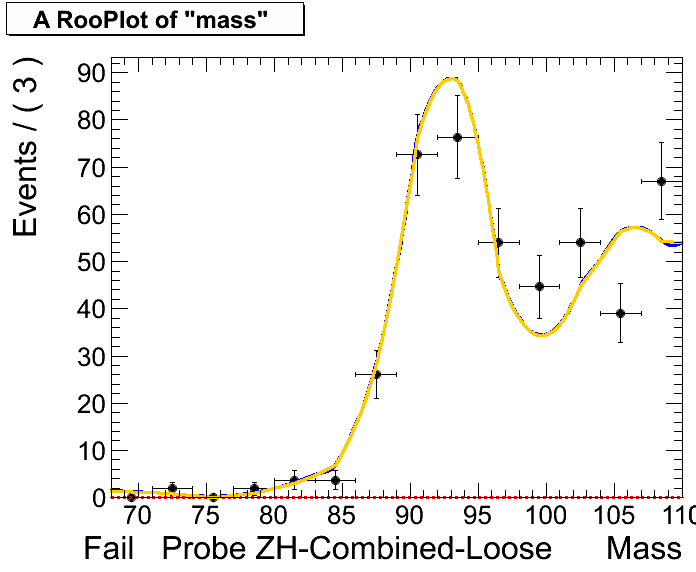 A RooPlot of "mass"
Events / ( 3 )
90
80
70
60
50
40
30
20
10
0
70 75 80 85 90 95 100 105 110
Fail Probe ZH-Combined-Loose Mass